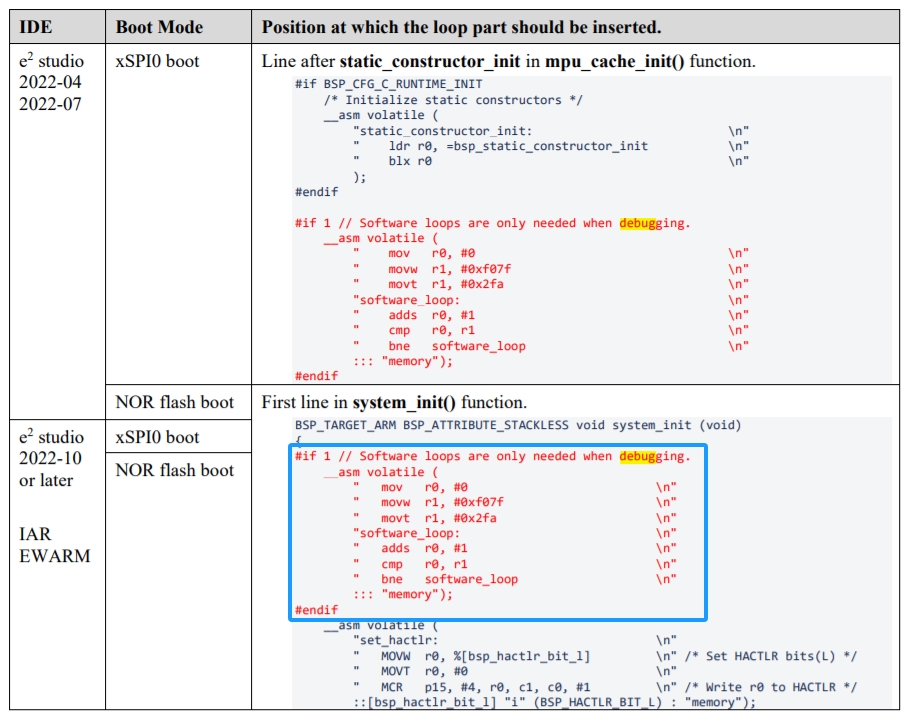 IDE Boot Mode Position at which the loop part should be inserted.
e² studio
2022-04
2022-07
xSPI0 boot
Line after static_constructor_init in mpu_cache_init() function.
#if BSP_CFG_C_RUNTIME_INIT
/* Initialize static constructors */
__asm volatile (
"static_constructor_init: \n"
" ldr r0, =bsp_static_constructor_init \n"
" blx r0 \n"
);
#endif
#if 1 // Software loops are only needed when debugging.
__asm volatile (
" mov r0, #0 \n"
" movw r1, #0xf07f \n"
" movt r1, #0x2fa \n"
"software_loop: \n"
" adds r0, #1 \n"
" cmp r0, r1 \n"
" bne software_loop \n"
::: "memory");
#endif
NOR flash boot
First line in system_init() function.
e² studio
2022-10
or later
IAR
EWARM
xSPI0 boot
NOR flash boot
BSP_TARGET_ARM BSP_ATTRIBUTE_STACKLESS void system_init (void)
{
#if 1 // Software loops are only needed when debugging.
__asm volatile (
" mov r0, #0 \n"
" movw r1, #0xf07f \n"
" movt r1, #0x2fa \n"
"software_loop: \n"
" adds r0, #1 \n"
" cmp r0, r1 \n"
" bne software_loop \n"
::: "memory");
#endif
__asm volatile (
"set_hactlr: \n"
" MOVW r0, %[bsp_hactlr_bit_l] \n" /* Set HACTLR bits(L) */
" MOVT r0, #0 \n"
" MCR p15, #4, r0, c1, c0, #1 \n" /* Write r0 to HACTLR */
::[bsp_hactlr_bit_l] "i" (BSP_HACTLR_BIT_L) : "memory");